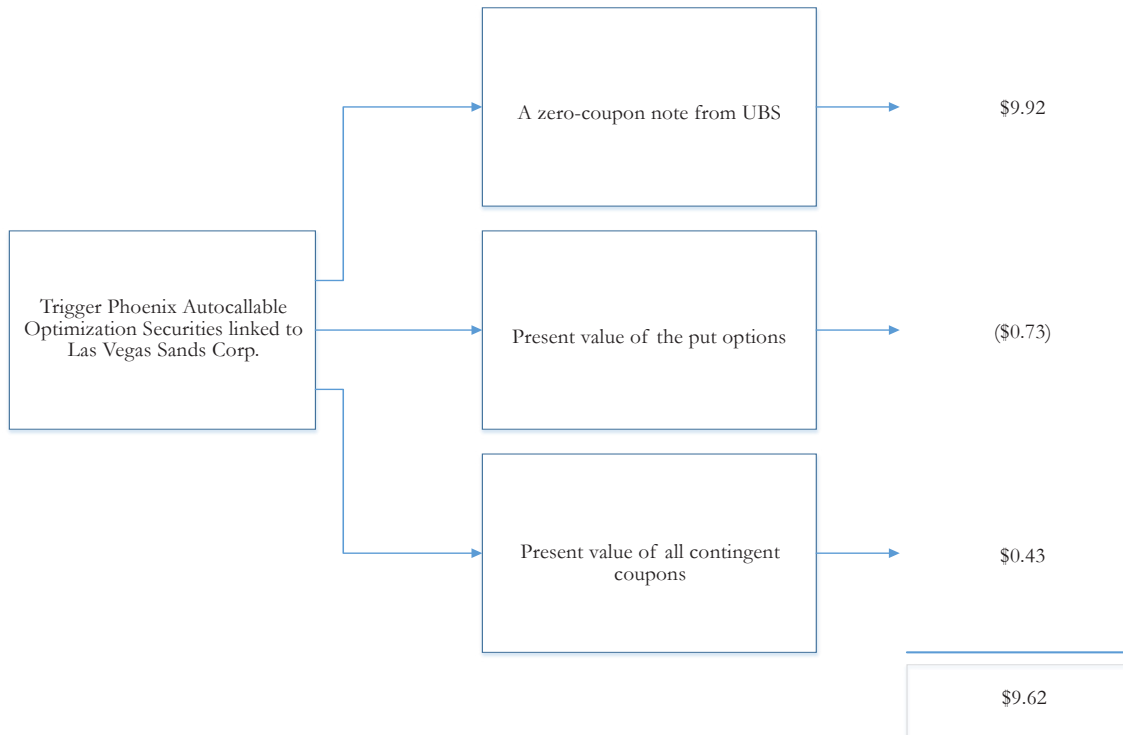 A zero-coupon note from UBS
$9.92
Trigger Phoenix Autocallable
Optimization Securities linked to
Las Vegas Sands Corp.
Present value of the put options
($0.73)
Present value of all contingent
coupons
$0.43
$9.62